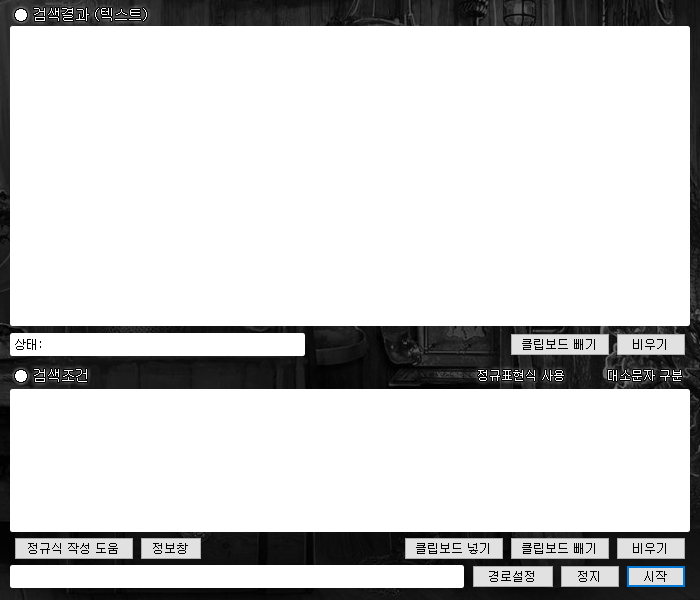 검색결과 (텍스트)
상태:
클립보드 빼기
비우기
검색조건
정규표현식 사용
대소문자 구분
정규식 작성 도움
정보창
클립보드 넣기
클립보드 빼기
비우기
경로설정
정지
시작